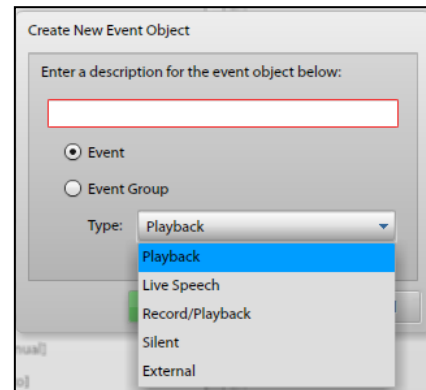 Create New Event Object
Enter a description for the event object below:
Event
Event Group
Type: Playback
Playback
Live Speech
Record/Playback
Silent
External